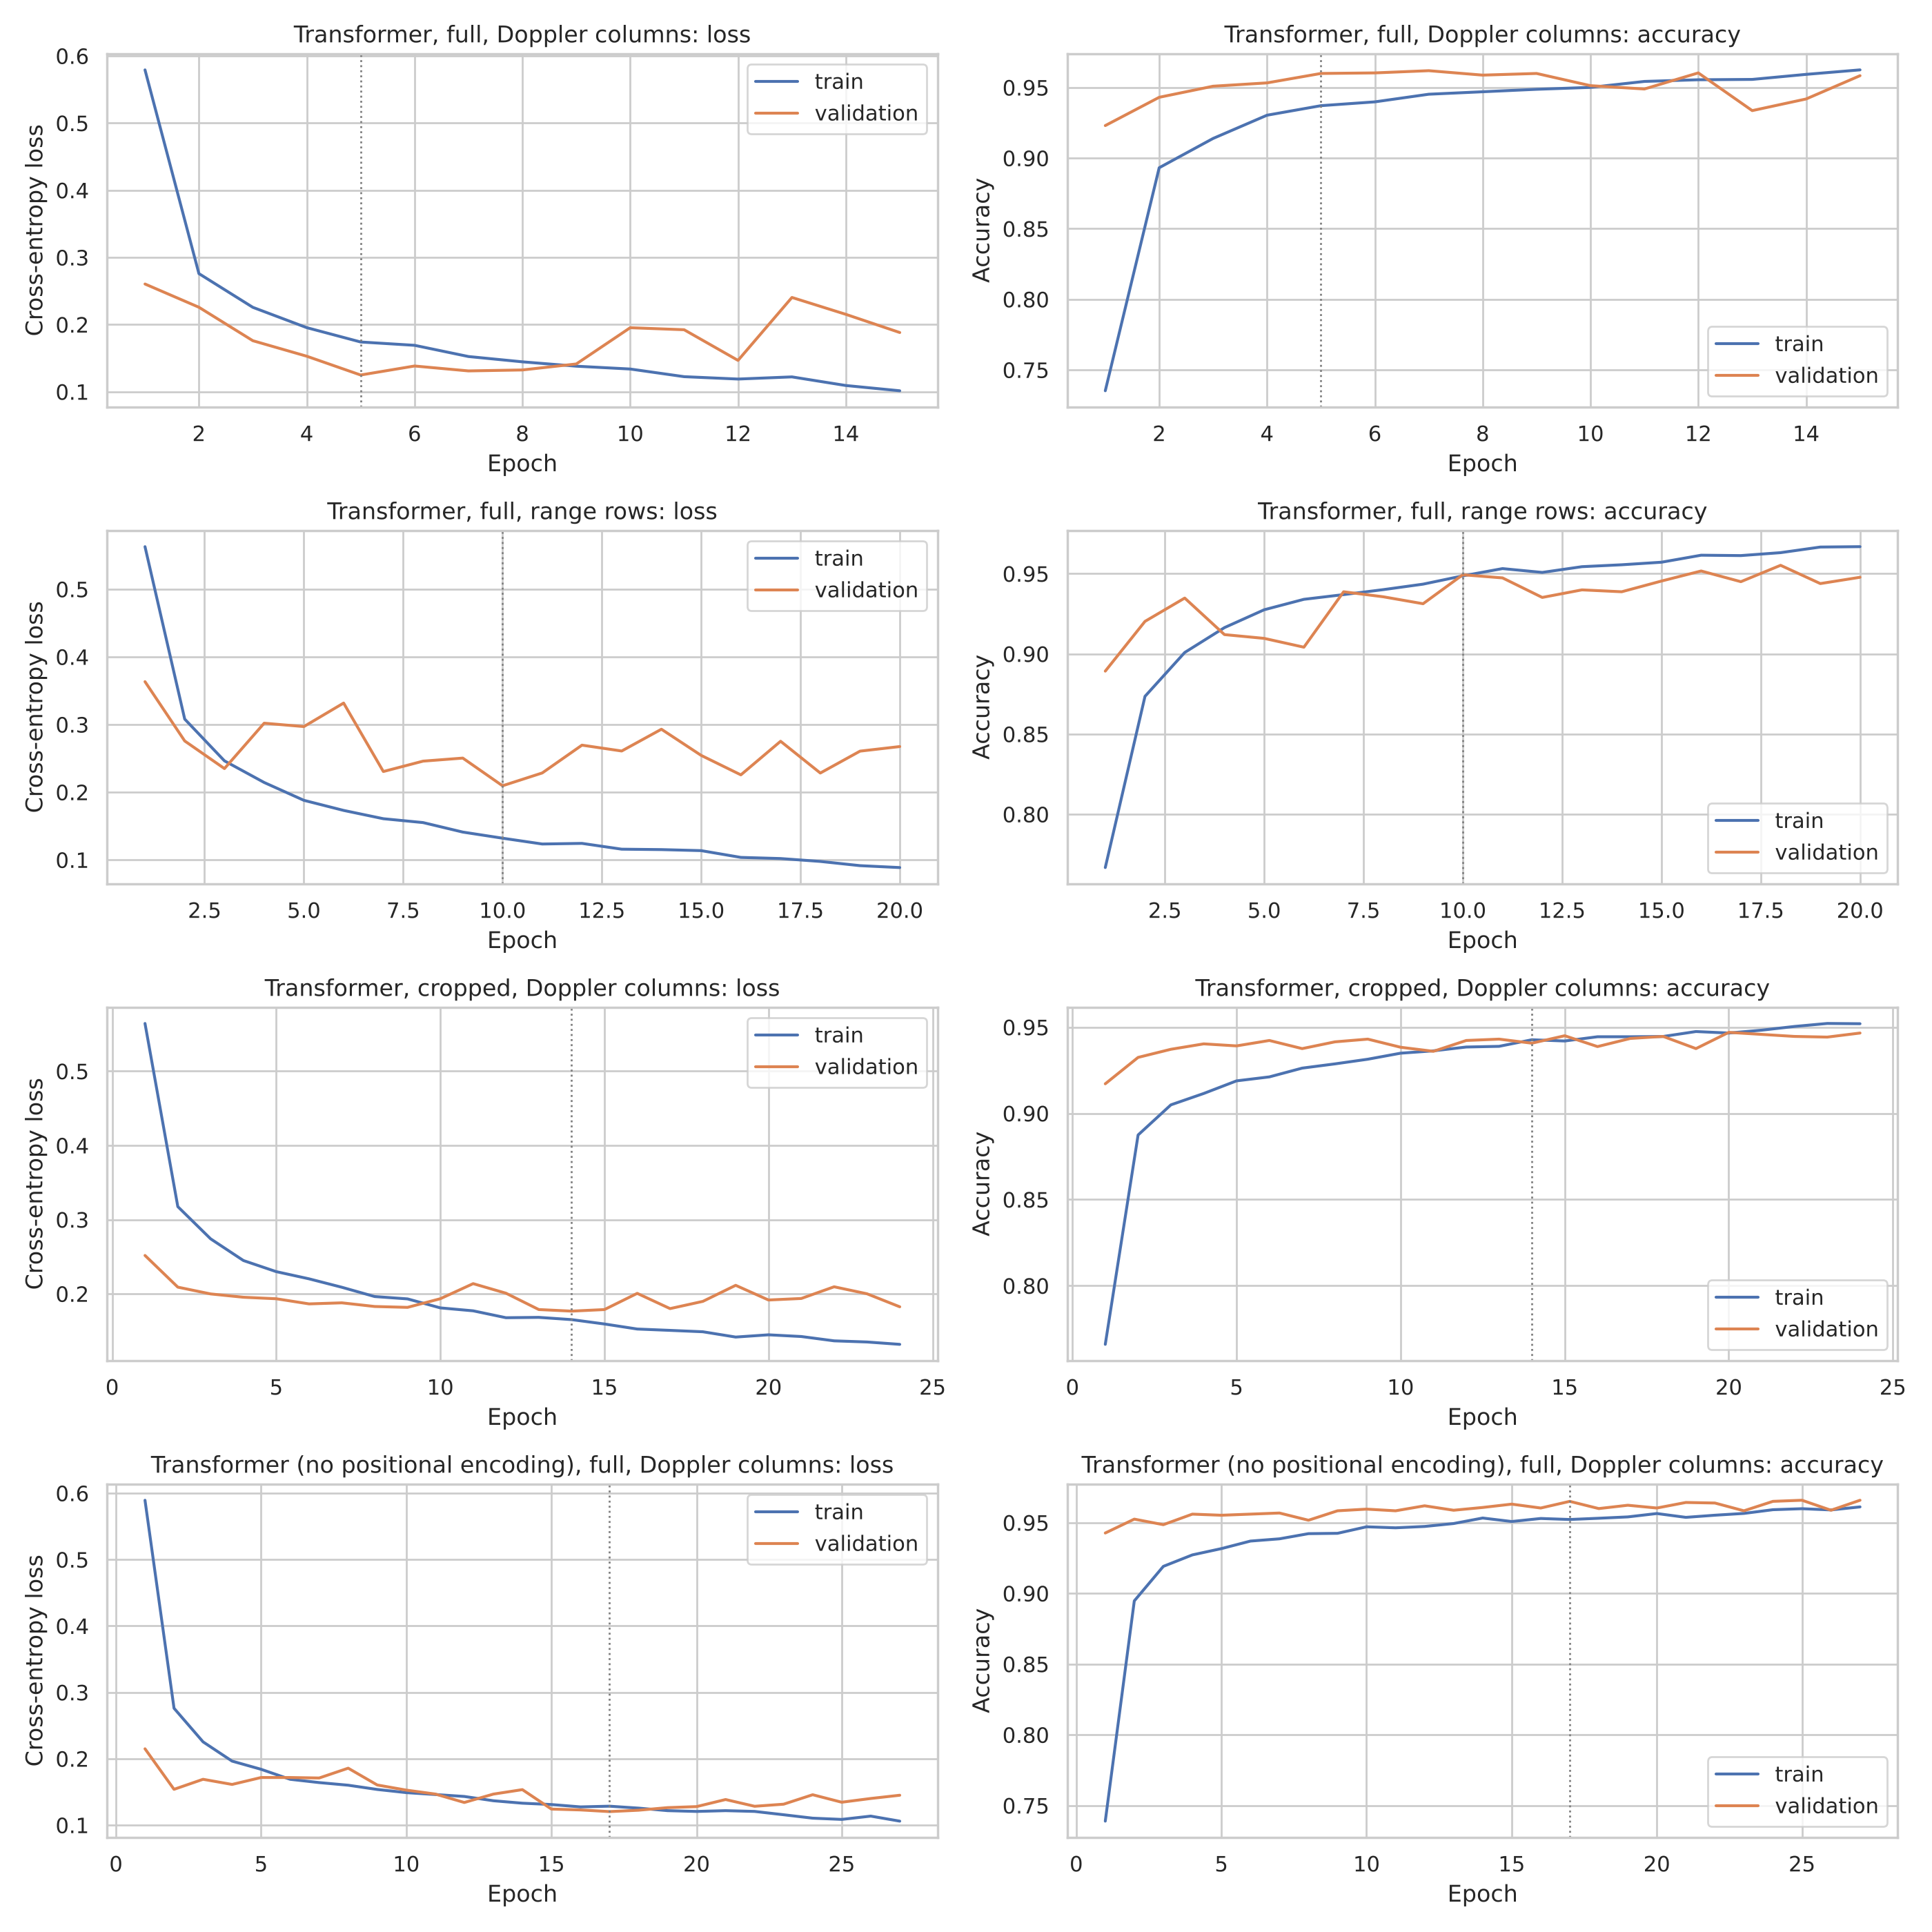 Transformer, full, Doppler columns: loss
Cross-entropy loss
0.6
0.5
0.4
0.3
0.2
0.1
train
validation
2 4 6 8 10 12 14
Epoch
Transformer, full, Doppler columns: accuracy
Accuracy
0.95
0.90
0.85
0.80
0.75
train
validation
2 4 6 8 10 12 14
Epoch
Transformer, full, range rows: loss
Cross-entropy loss
0.5
0.4
0.3
0.2
0.1
train
validation
2.5 5.0 7.5 10.0 12.5 15.0 17.5 20.0
Epoch
Transformer, full, range rows: accuracy
Accuracy
0.95
0.90
0.85
0.80
train
validation
2.5 5.0 7.5 10.0 12.5 15.0 17.5 20.0
Epoch
Transformer, cropped, Doppler columns: loss
Cross-entropy loss
0.5
0.4
0.3
0.2
train
validation
0 5 10 15 20 25
Epoch
Transformer, cropped, Doppler columns: accuracy
Accuracy
0.95
0.90
0.85
0.80
train
validation
0 5 10 15 20 25
Epoch
Transformer (no positional encoding), full, Doppler columns: loss
Cross-entropy loss
0.6
0.5
0.4
0.3
0.2
0.1
train
validation
0 5 10 15 20 25
Epoch
Transformer (no positional encoding), full, Doppler columns: accuracy
Accuracy
0.95
0.90
0.85
0.80
0.75
train
validation
0 5 10 15 20 25
Epoch